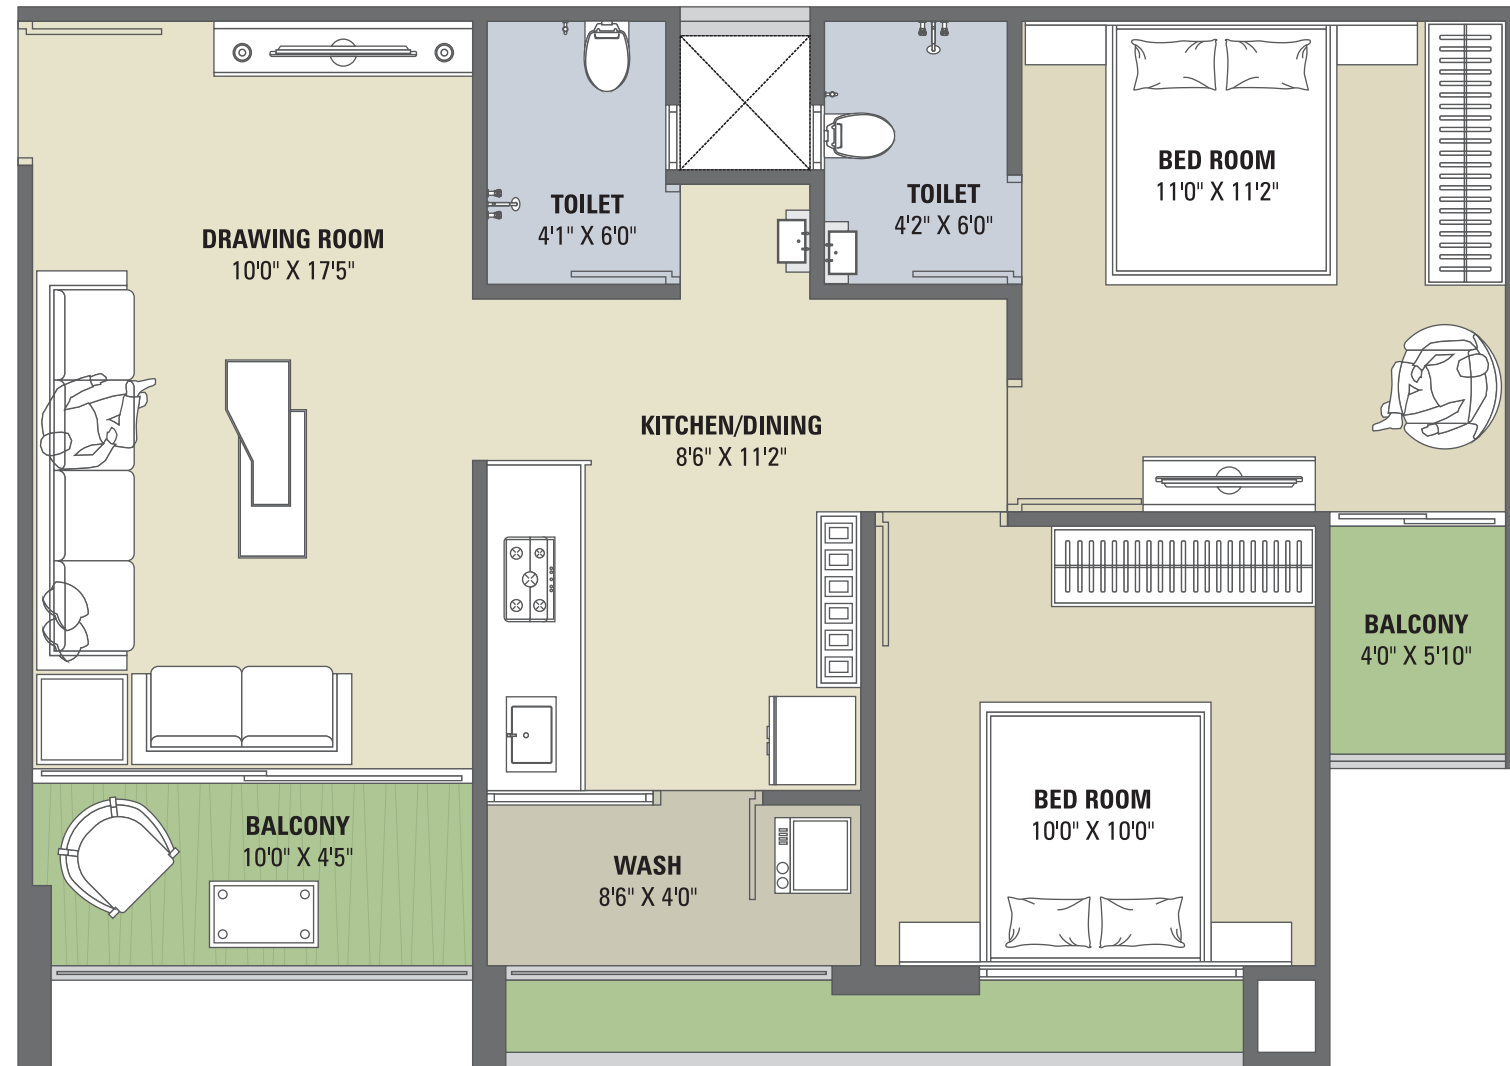 DRAWING ROOM
10'0" X 17'5"
TOILET
4'1" X 6'0"
TOILET
4'2" X 6'0"
BED ROOM
11'0" X 11'2"
KITCHEN/DINING
8'6" X 11'2"
BALCONY
4'0" X 5'10"
BED ROOM
10'0" X 10'0"
BALCONY
10'0" X 4'5"
WASH
8'6" X 4'0"